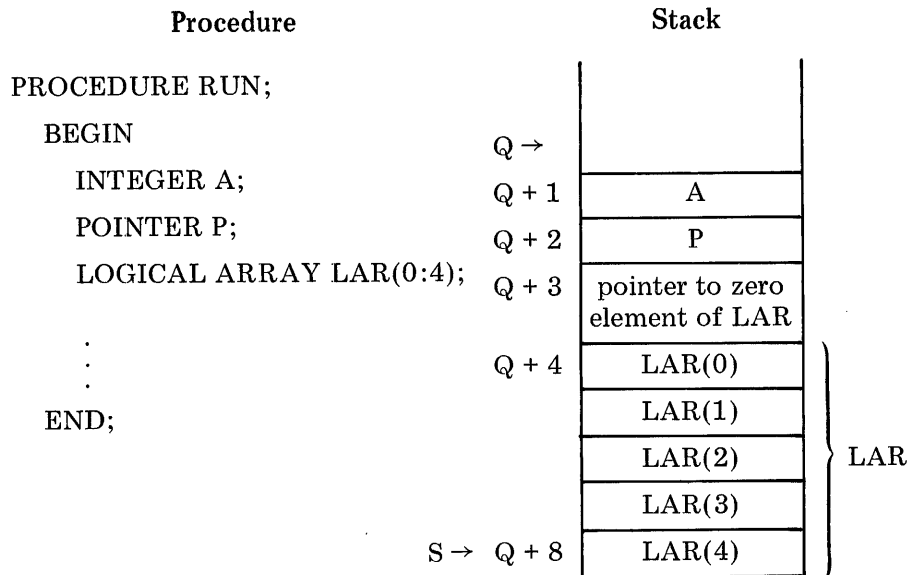 Procedure
PROCEDURE RUN;
BEGIN
INTEGER A;
POINTER P;
LOGICAL ARRAY LAR(0:4);
.
.
.
END;
Stack
Q →
Q + 1 A
Q + 2 P
Q + 3 pointer to zero
element of LAR
Q + 4 LAR(0)
LAR(1)
LAR(2)
LAR(3)
S → Q + 8 LAR(4)
LAR